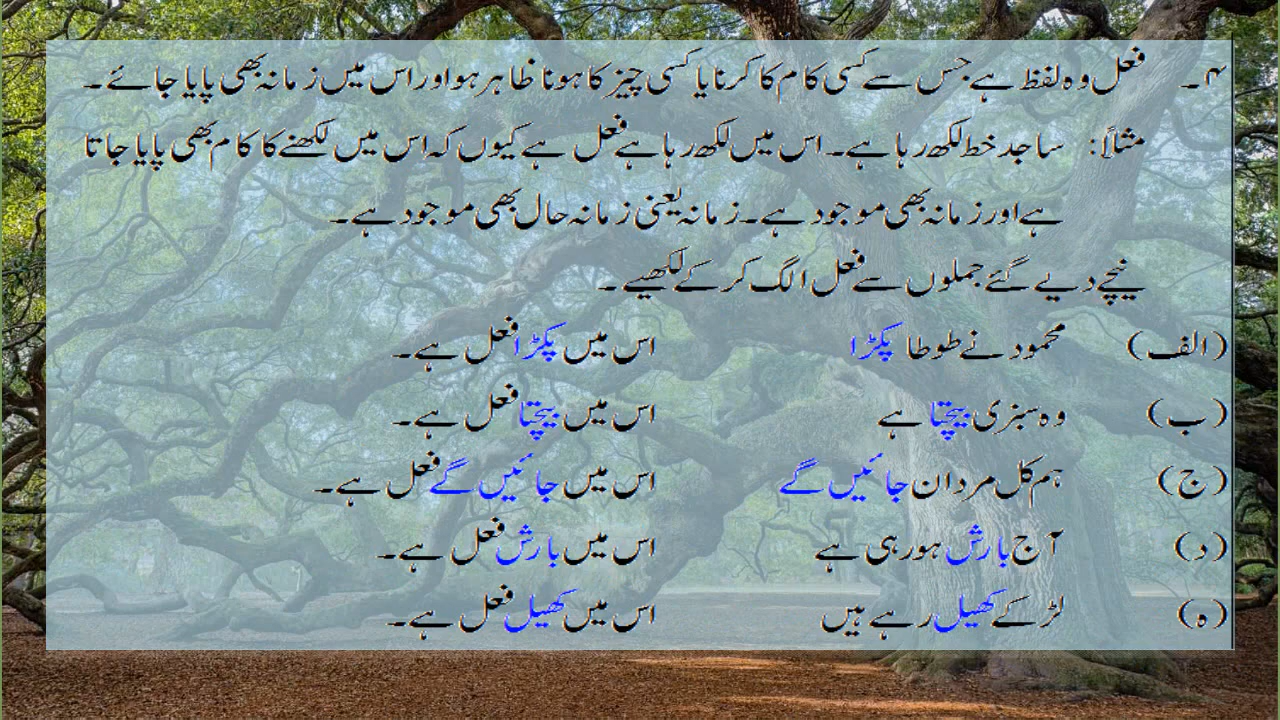 ۴۔ فعل وہ لفظ ہے جس سے کسی کام کا کرنا یا کسی چیز کا ہونا ظاہر ہو اور اس میں زمانہ بھی پایا جائے۔
مثلاً: ساجد خط لکھ رہا ہے۔ اس میں لکھ رہا ہے فعل ہے کیوں کہ اس میں لکھنے کا کام بھی پایا جاتا
ہے اور زمانہ بھی موجود ہے۔ زمانہ یعنی زمانہ حال بھی موجود ہے۔
نیچے دیے گئے جملوں سے فعل الگ کر کے لکھیے۔
(الف) محمود نے طوطا پکڑا اس میں پکڑا فعل ہے۔
(ب) وہ سبزی بیچتا ہے اس میں بیچتا فعل ہے۔
(ج) ہم کل مردان جائیں گے اس میں جائیں گے فعل ہے۔
(د) آج بارش ہو رہی ہے اس میں بارش فعل ہے۔
(ہ) لڑکے کھیل رہے ہیں اس میں کھیل فعل ہے۔